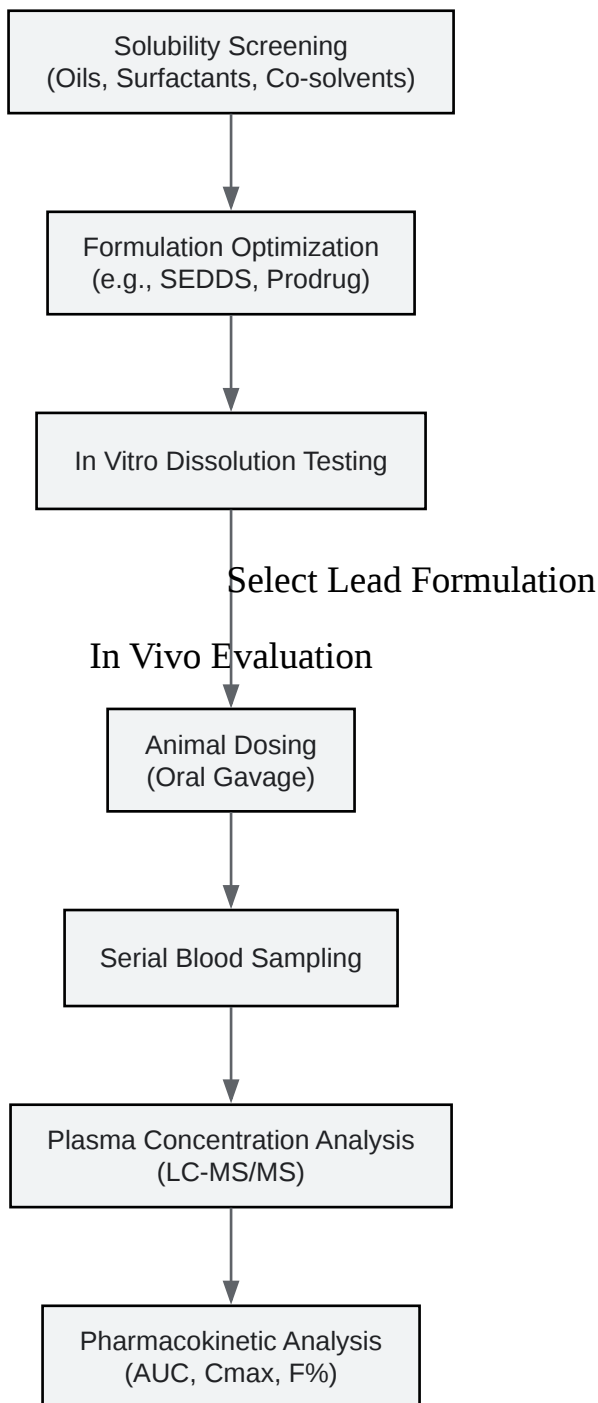 Solubility Screening
(Oils, Surfactants, Co-solvents)
Formulation Optimization
(e.g., SEDDS, Prodrug)
In Vitro Dissolution Testing
Select Lead Formulation
In Vivo Evaluation
Animal Dosing
(Oral Gavage)
Serial Blood Sampling
Plasma Concentration Analysis
(LC-MS/MS)
Pharmacokinetic Analysis
(AUC, Cmax, F%)